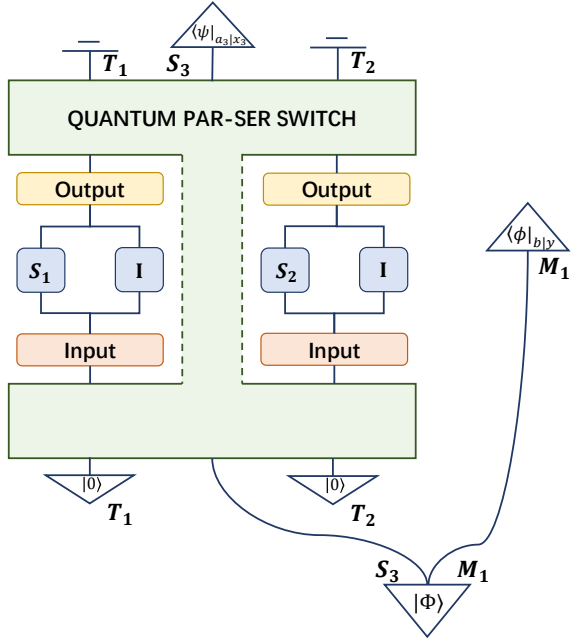 ⟨ψ|a₃|x₃
T₁ S₃ T₂
QUANTUM PAR-SER SWITCH
Output Output
⟨ϕ|b|y
S₁ I S₂ I
M₁
Input Input
|0⟩ |0⟩
T₁ T₂
S₃ M₁
|Φ⟩